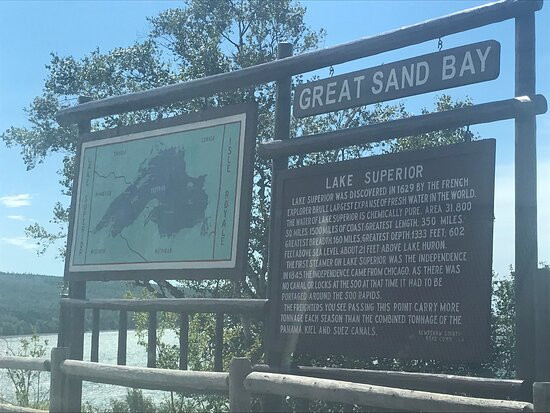 GREAT SAND BAY
LAKE SUPERIOR
ISLE ROYALE
LAKE SUPERIOR
LAKE SUPERIOR WAS DISCOVERED IN 1629 BY THE FRENCH
EXPLORER BRULE. LARGEST EXPANSE OF FRESH WATER IN THE WORLD.
THE WATER OF LAKE SUPERIOR IS CHEMICALLY PURE. AREA 31,800
SQ. MILES. 1500 MILES OF COAST: GREATEST LENGTH, 350 MILES.
GREATEST BREADTH 160 MILES, GREATEST DEPTH 1333 FEET; 602
FEET ABOVE SEA LEVEL. ABOUT 21 FEET ABOVE LAKE HURON.
THE FIRST STEAMER ON LAKE SUPERIOR WAS THE INDEPENDENCE
IN 1845 THE INDEPENDENCE CAME FROM CHICAGO. AS THERE WAS
NO CANAL OR LOCKS AT THE SOO AT THAT TIME IT HAD TO BE
PORTAGED AROUND THE SOO RAPIDS.
THE FREIGHTERS YOU SEE PASSING THIS POINT CARRY MORE
TONNAGE EACH SEASON THAN THE COMBINED TONNAGE OF THE
PANAMA KIEL AND SUEZ CANALS.
KEWEENAW COUNTY
ROAD COMM